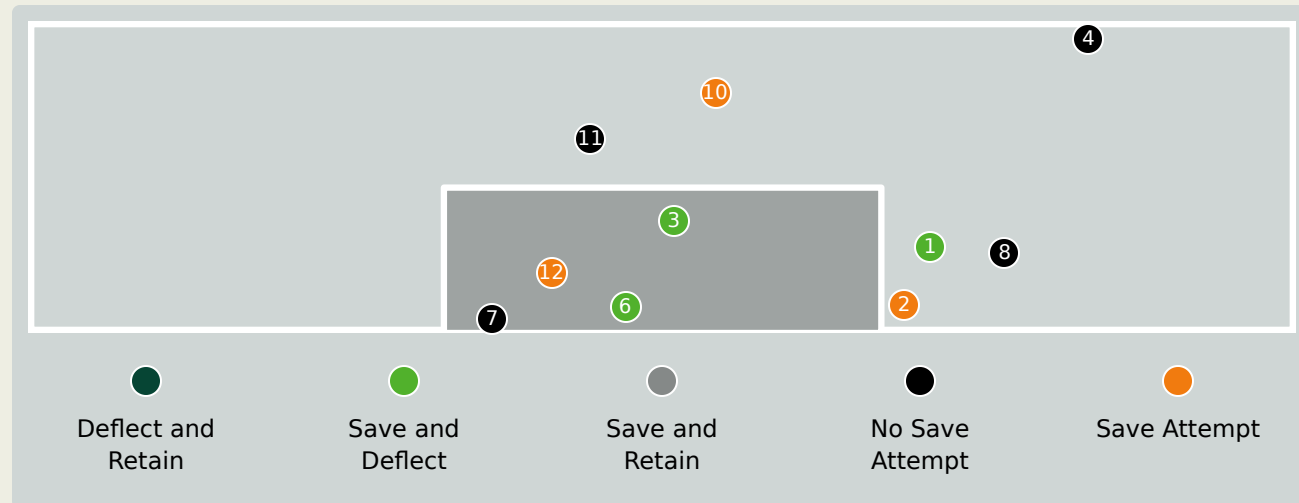 4
10
11
3
1
8
12
2
6
7
Deflect and
Retain
Save and
Deflect
Save and
Retain
No Save
Attempt
Save Attempt